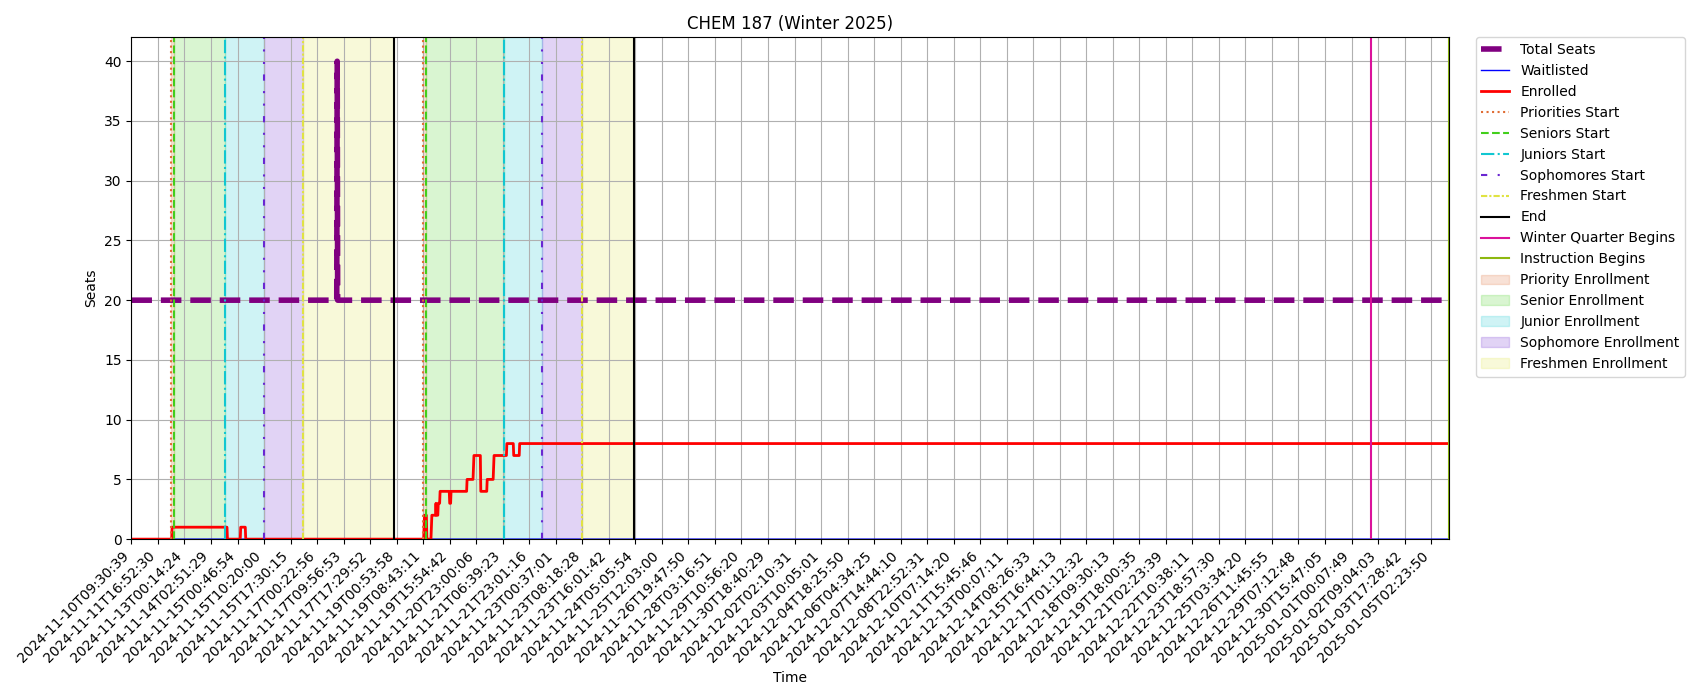 CHEM 187 (Winter 2025)
40
35
30
25
20
15
10
5
0
Seats
2024-11-10T09:30:39
2024-11-11T16:52:30
2024-11-13T00:14:24
2024-11-14T02:51:29
2024-11-15T00:46:54
2024-11-15T10:20:00
2024-11-15T17:30:15
2024-11-17T00:22:56
2024-11-17T09:56:53
2024-11-17T17:29:52
2024-11-19T00:53:58
2024-11-19T08:43:11
2024-11-19T15:54:42
2024-11-20T23:00:06
2024-11-21T06:39:23
2024-11-21T23:01:16
2024-11-23T00:37:01
2024-11-23T08:18:28
2024-11-23T16:01:42
2024-11-24T05:05:54
2024-11-25T12:03:00
2024-11-26T19:47:50
2024-11-28T03:16:51
2024-11-29T10:56:20
2024-11-30T18:40:29
2024-12-02T02:10:31
2024-12-03T10:05:01
2024-12-04T18:25:50
2024-12-06T04:34:25
2024-12-07T14:44:10
2024-12-08T22:52:31
2024-12-10T07:14:20
2024-12-11T15:45:46
2024-12-13T00:07:11
2024-12-14T08:26:33
2024-12-15T16:44:13
2024-12-17T01:12:32
2024-12-18T09:30:13
2024-12-19T18:00:35
2024-12-21T02:23:39
2024-12-22T10:38:11
2024-12-23T18:57:30
2024-12-25T03:34:20
2024-12-26T11:45:55
2024-12-29T07:12:48
2024-12-30T15:47:05
2025-01-01T00:07:49
2025-01-02T09:04:03
2025-01-03T17:28:42
2025-01-05T02:23:50
Time
Total Seats
Waitlisted
Enrolled
Priorities Start
Seniors Start
Juniors Start
Sophomores Start
Freshmen Start
End
Winter Quarter Begins
Instruction Begins
Priority Enrollment
Senior Enrollment
Junior Enrollment
Sophomore Enrollment
Freshmen Enrollment